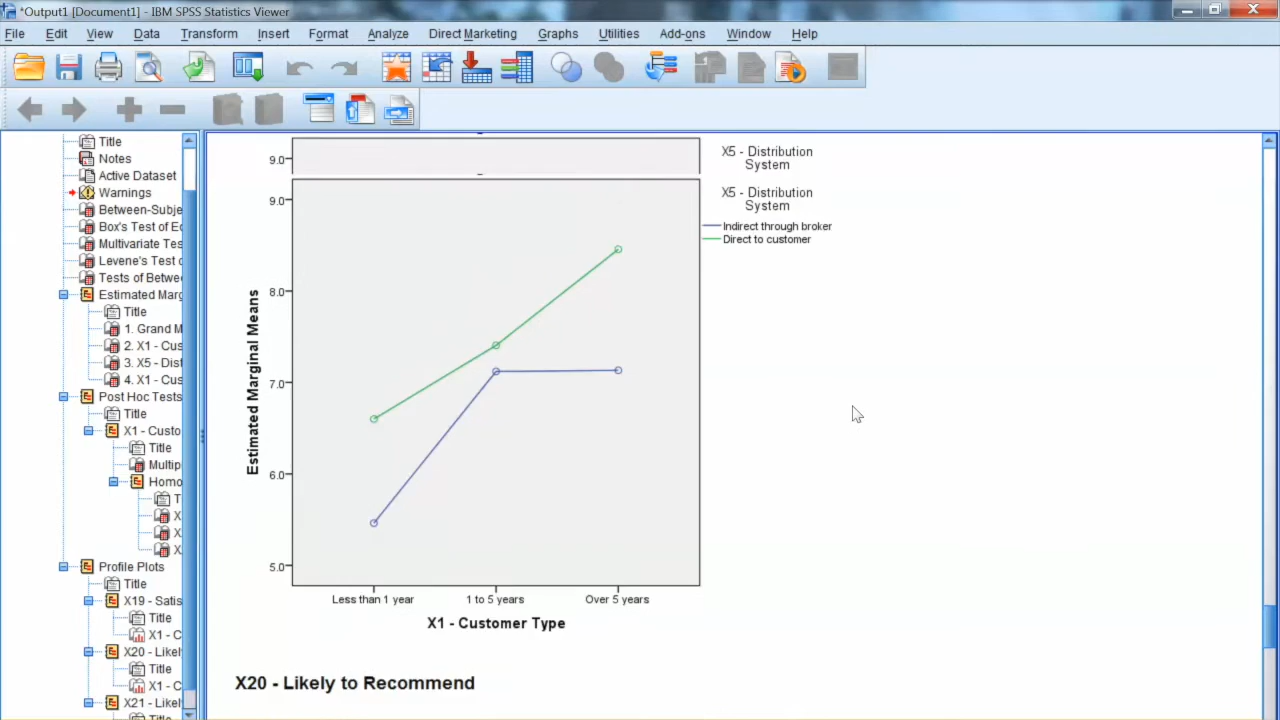 *Output1 [Document1] - IBM SPSS Statistics Viewer
File Edit View Data Transform Insert Format Analyze Direct Marketing Graphs Utilities Add-ons Window Help
Title
Notes
Active Dataset
Warnings
Between-Subje
Box's Test of Ec
Multivariate Tes
Levene's Test o
Tests of Betwee
Estimated Marg
Title
1. Grand M
2. X1 - Cus
3. X5 - Dist
4. X1 - Cus
Post Hoc Tests
Title
X1 - Custo
Title
Multip
Homo
T
X
X
X
Profile Plots
Title
X19 - Satis
Title
X1 - C
X20 - Likel
Title
X1 - C
X21 - Likel
Title
9.0
X5 - Distribution
System
X5 - Distribution
System
Indirect through broker
Direct to customer
9.0
8.0
7.0
6.0
5.0
Estimated Marginal Means
Less than 1 year 1 to 5 years Over 5 years
X1 - Customer Type
X20 - Likely to Recommend